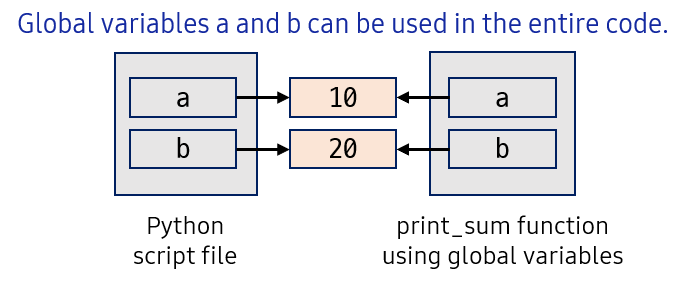 Global variables a and b can be used in the entire code.
a
10
a
b
20
b
Python
script file
print_sum function
using global variables